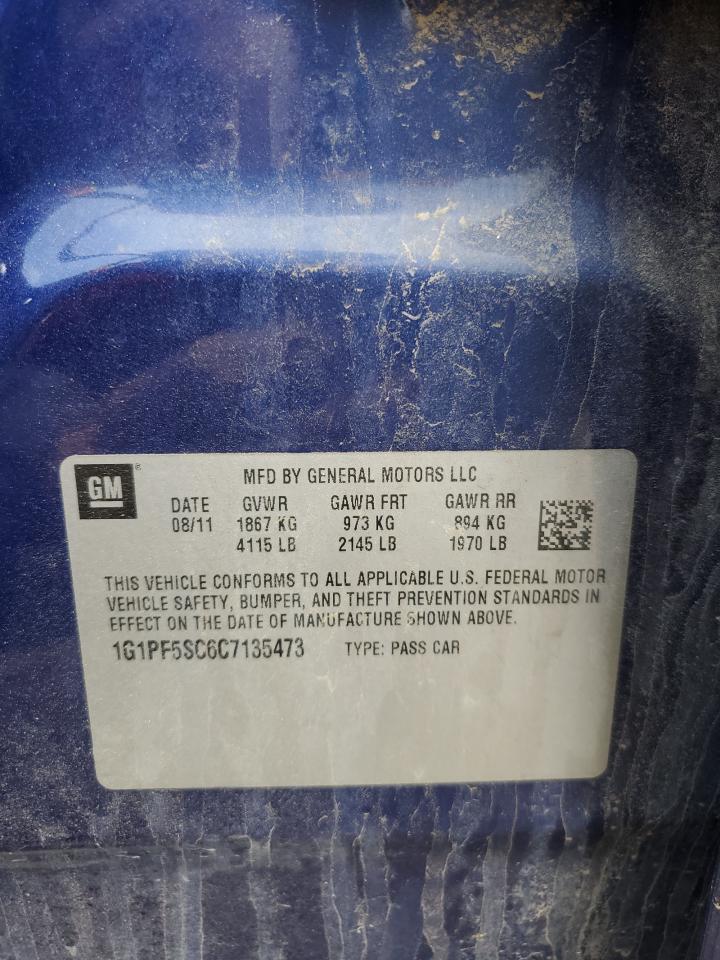 GM
MFD BY GENERAL MOTORS LLC
DATE GVWR GAWR FRT GAWR RR
08/11 1867 KG 973 KG 894 KG
4115 LB 2145 LB 1970 LB
THIS VEHICLE CONFORMS TO ALL APPLICABLE U.S. FEDERAL MOTOR
VEHICLE SAFETY, BUMPER, AND THEFT PREVENTION STANDARDS IN
EFFECT ON THE DATE OF MANUFACTURE SHOWN ABOVE.
1G1PF5SC6C7135473 TYPE: PASS CAR